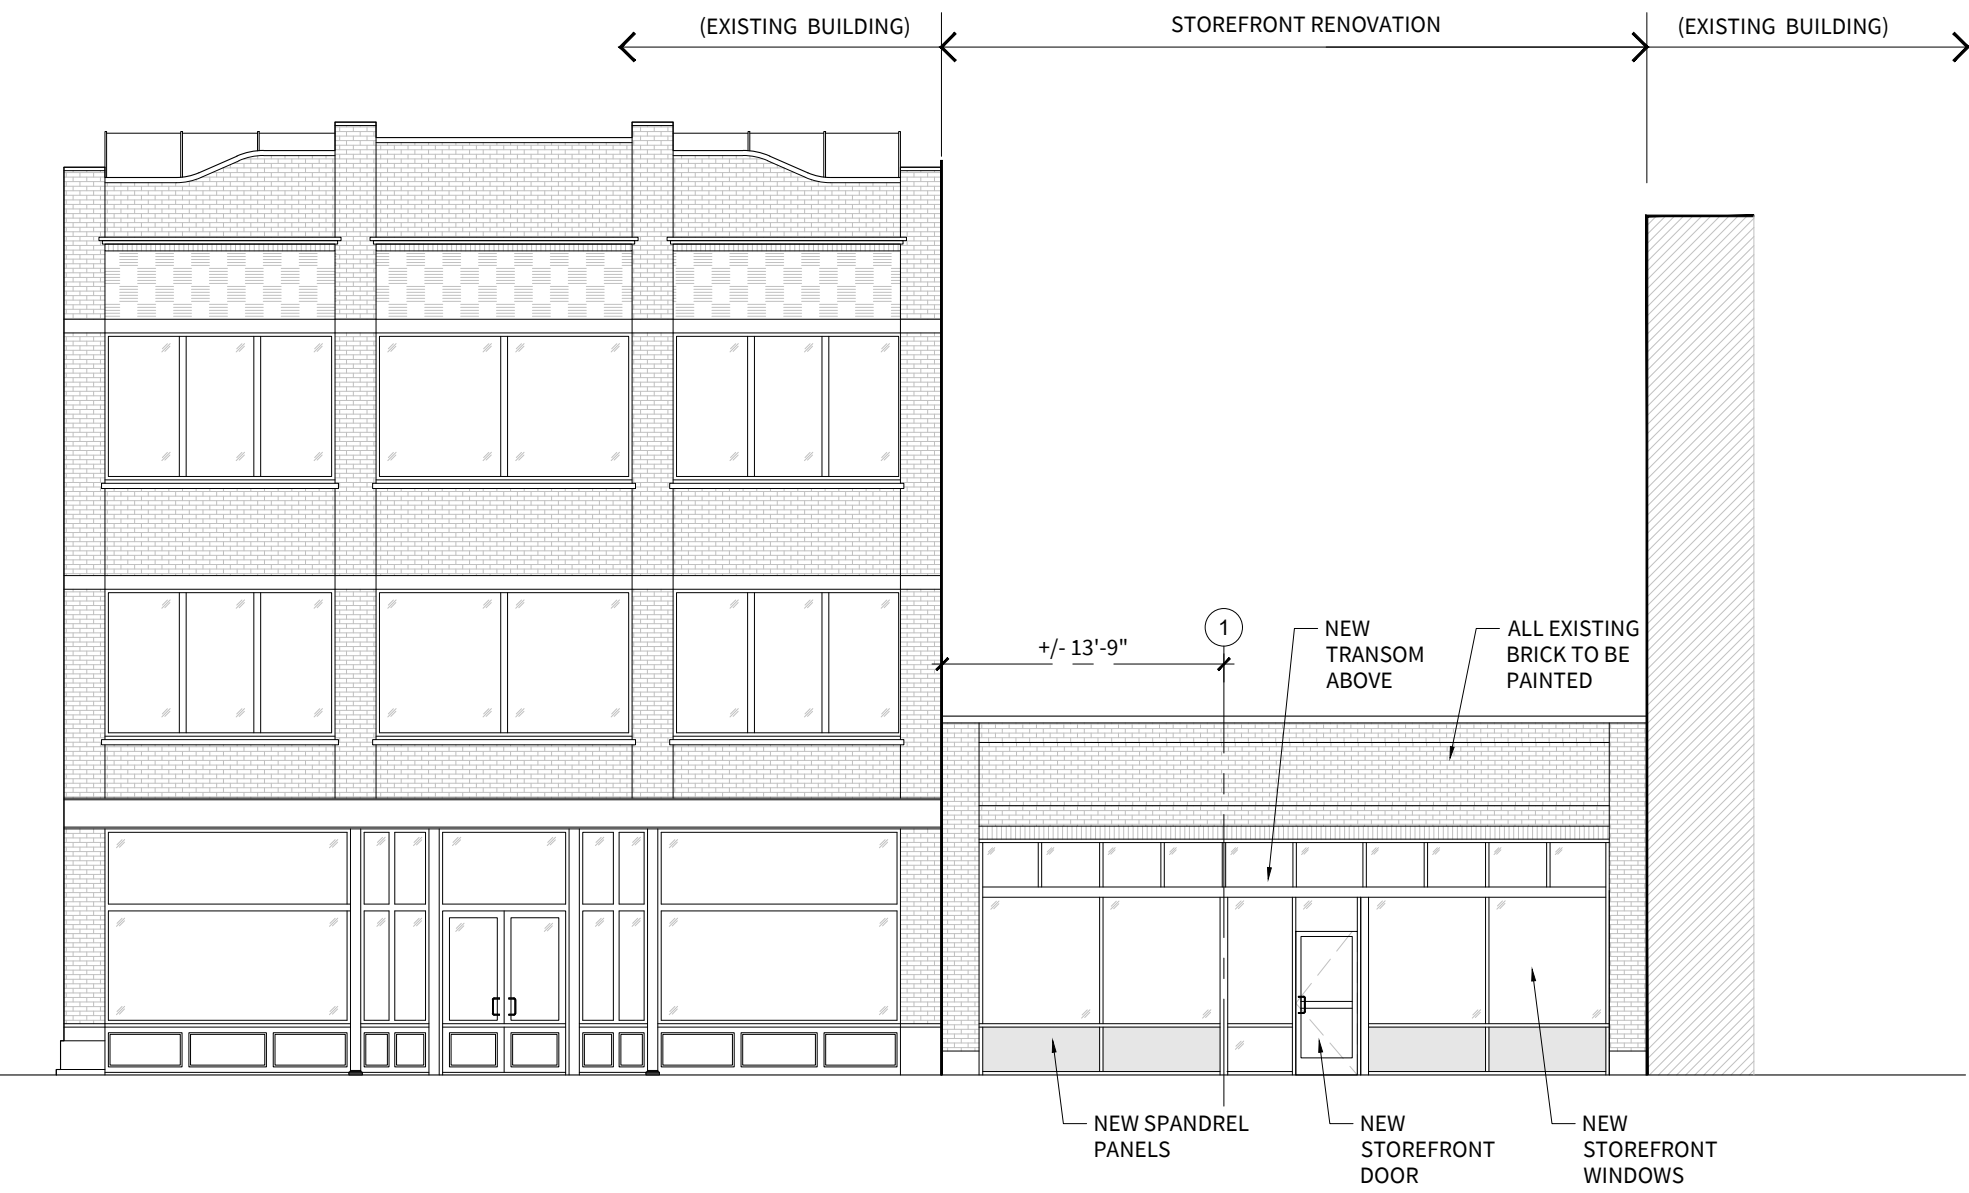 (EXISTING BUILDING)
STOREFRONT RENOVATION
(EXISTING BUILDING)
1
+/- 13'-9"
NEW
TRANSOM
ABOVE
ALL EXISTING
BRICK TO BE
PAINTED
NEW SPANDREL
PANELS
NEW
STOREFRONT
DOOR
NEW
STOREFRONT
WINDOWS